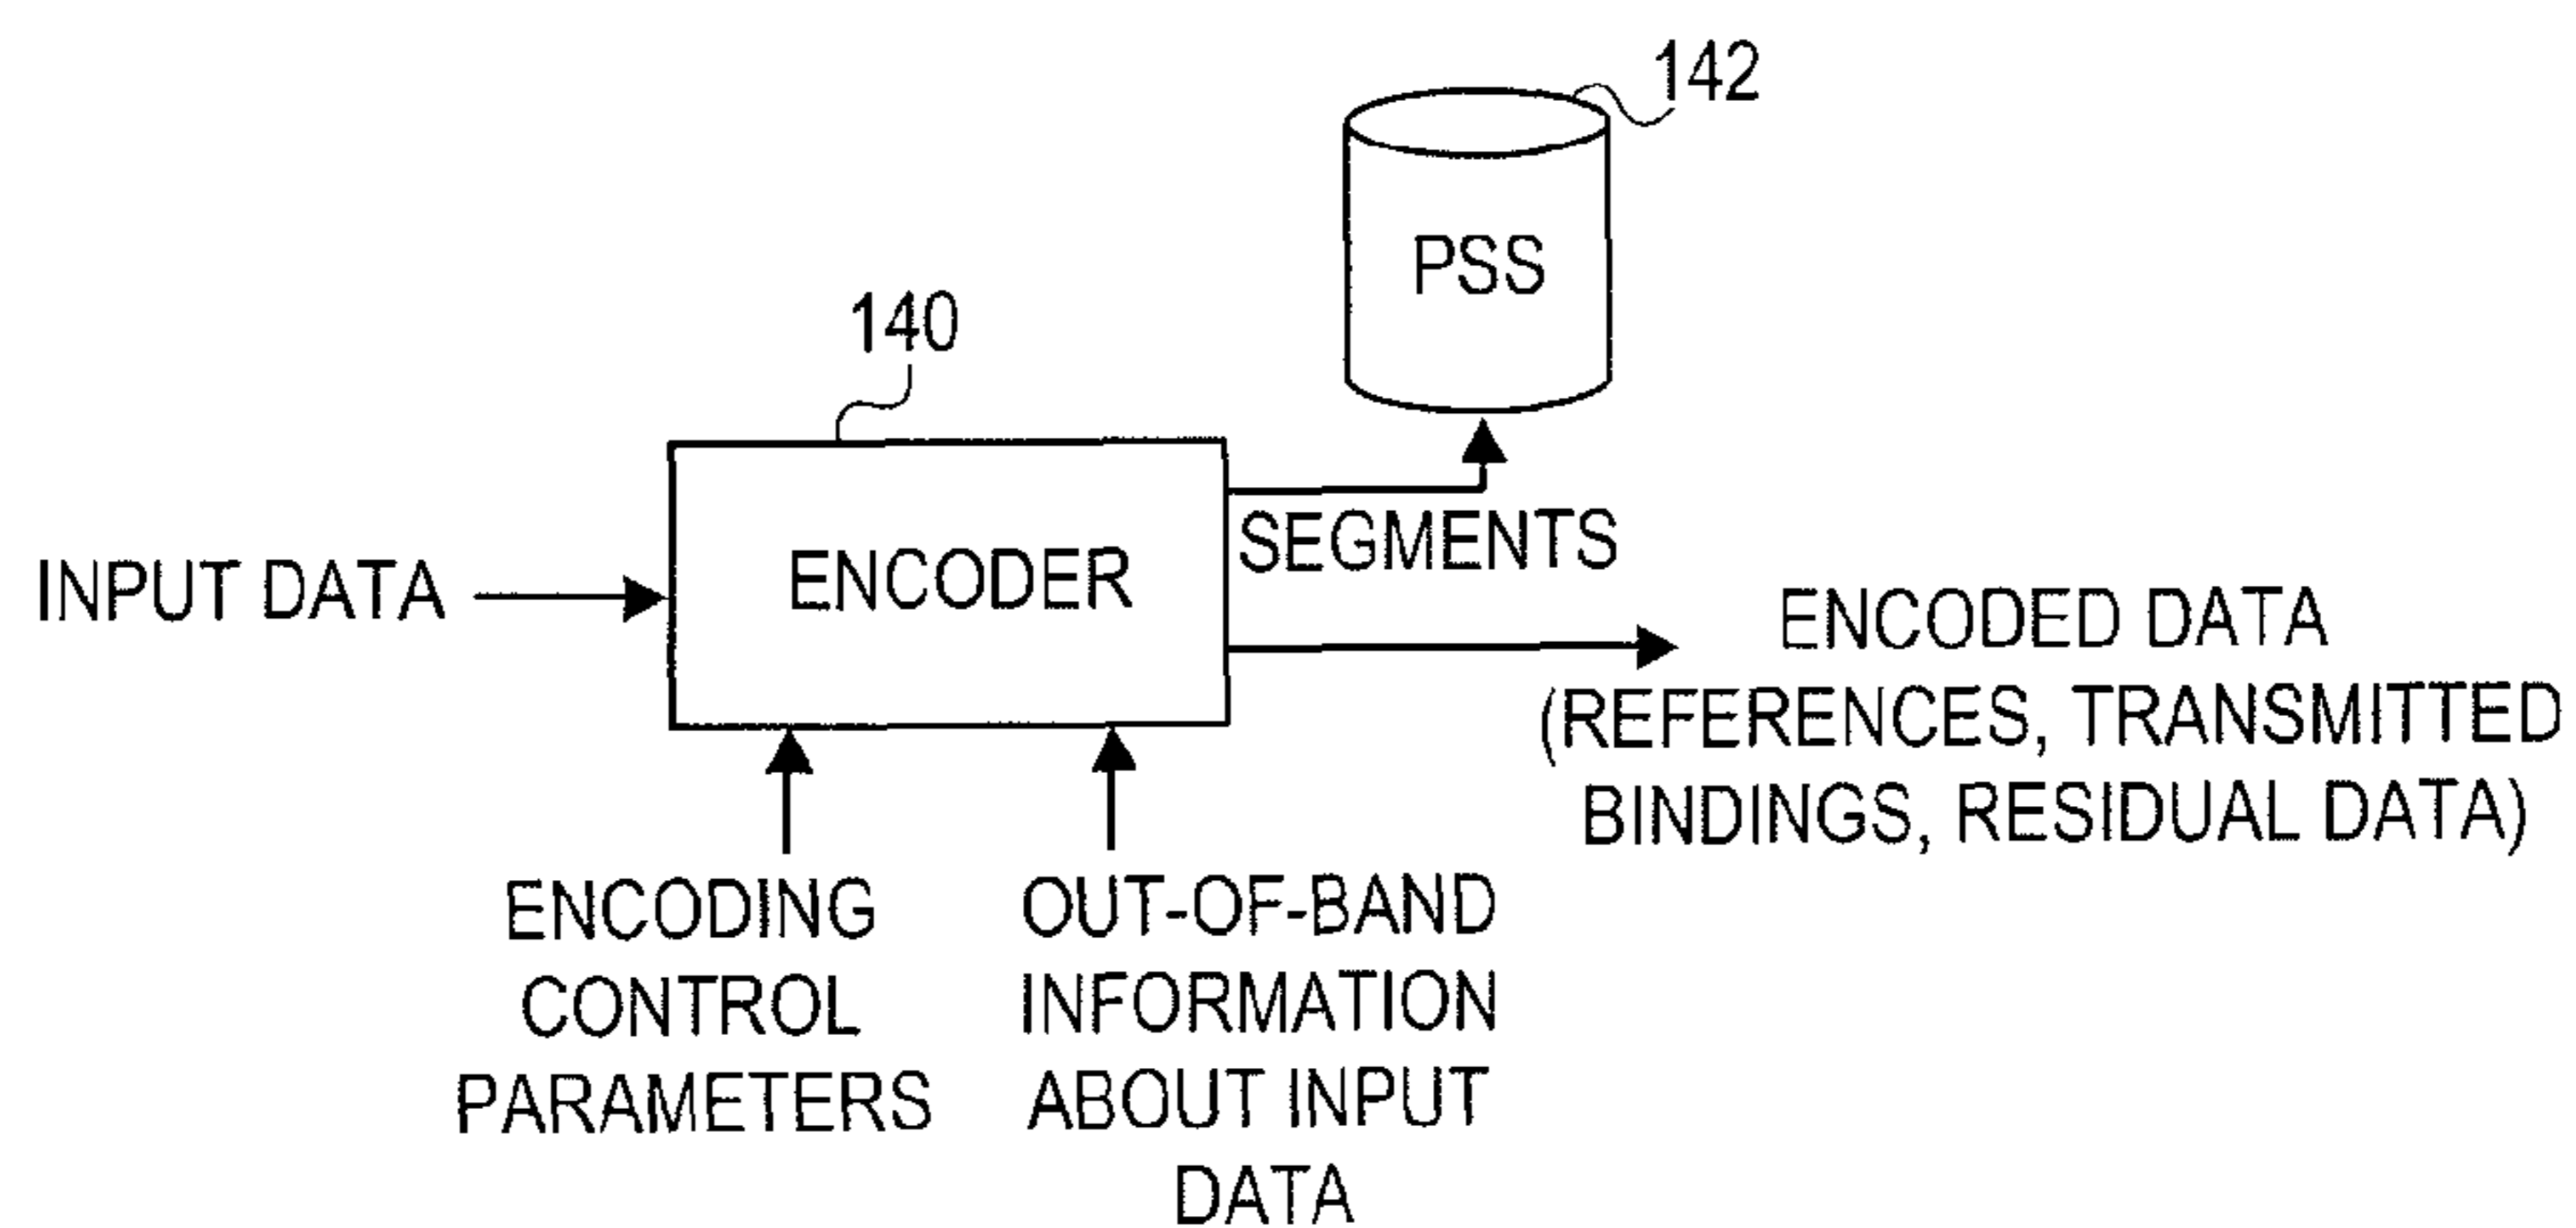 142
PSS
140
ENCODER
SEGMENTS
INPUT DATA
ENCODED DATA
(REFERENCES, TRANSMITTED
BINDINGS, RESIDUAL DATA)
ENCODING
CONTROL
PARAMETERS
OUT-OF-BAND
INFORMATION
ABOUT INPUT
DATA